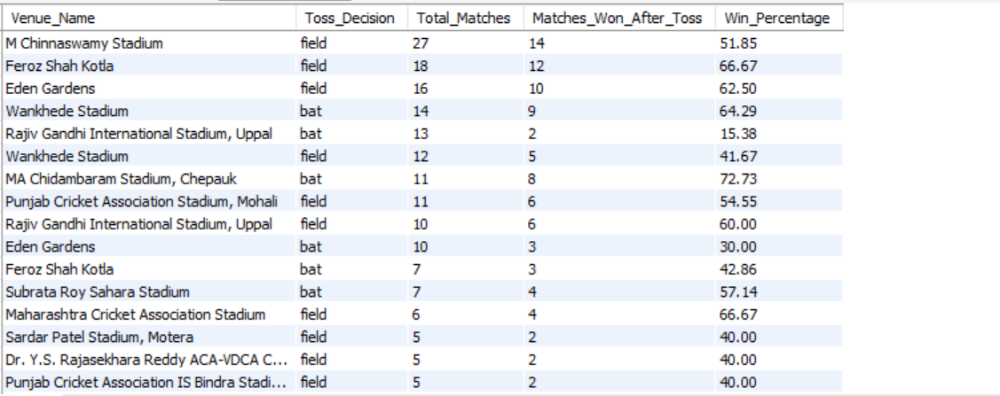 Venue_Name Toss_Decision Total_Matches Matches_Won_After_Toss Win_Percentage
M Chinnaswamy Stadium field 27 14 51.85
Feroz Shah Kotla field 18 12 66.67
Eden Gardens field 16 10 62.50
Wankhede Stadium bat 14 9 64.29
Rajiv Gandhi International Stadium, Uppal bat 13 2 15.38
Wankhede Stadium field 12 5 41.67
MA Chidambaram Stadium, Chepauk bat 11 8 72.73
Punjab Cricket Association Stadium, Mohali field 11 6 54.55
Rajiv Gandhi International Stadium, Uppal field 10 6 60.00
Eden Gardens bat 10 3 30.00
Feroz Shah Kotla bat 7 3 42.86
Subrata Roy Sahara Stadium bat 7 4 57.14
Maharashtra Cricket Association Stadium field 6 4 66.67
Sardar Patel Stadium, Motera field 5 2 40.00
Dr. Y.S. Rajasekhara Reddy ACA-VDCA C... field 5 2 40.00
Punjab Cricket Association IS Bindra Stadi... field 5 2 40.00